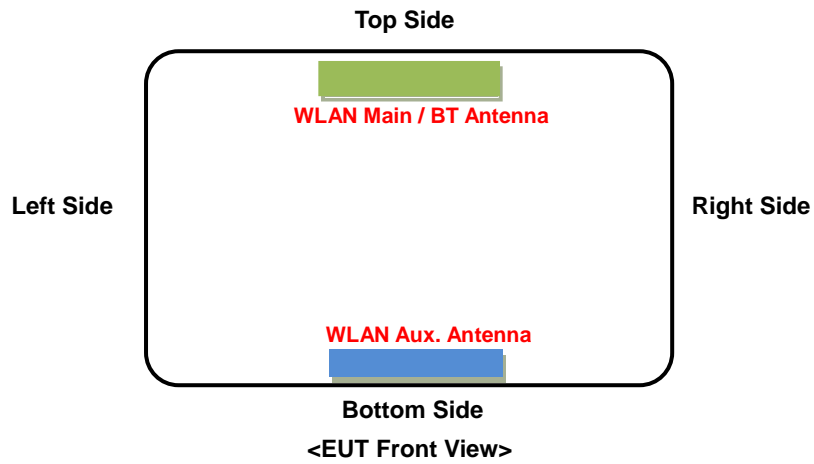 Top Side
WLAN Main / BT Antenna
Left Side
Right Side
WLAN Aux. Antenna
Bottom Side
<EUT Front View>